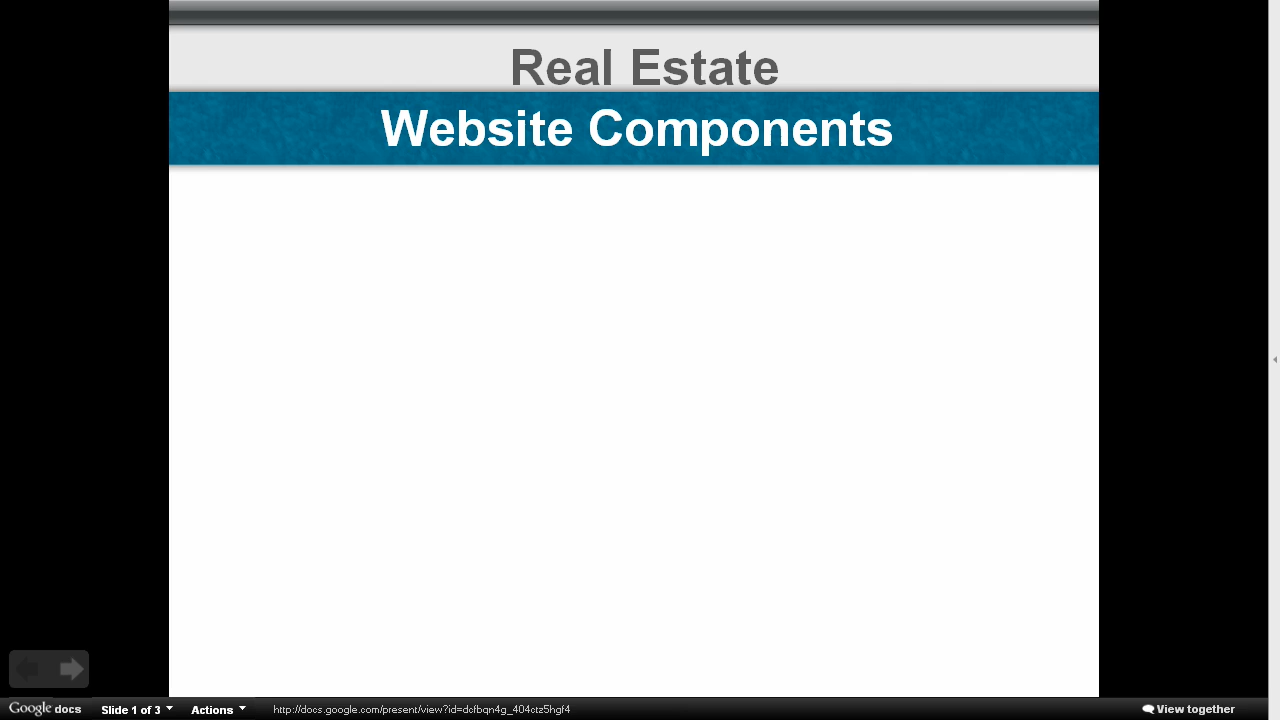 Real Estate
Website Components
Google docs Slide 1 of 3 Actions http://docs.google.com/present/view?id=dcfbqn4g_404ctz5hgf4 View together